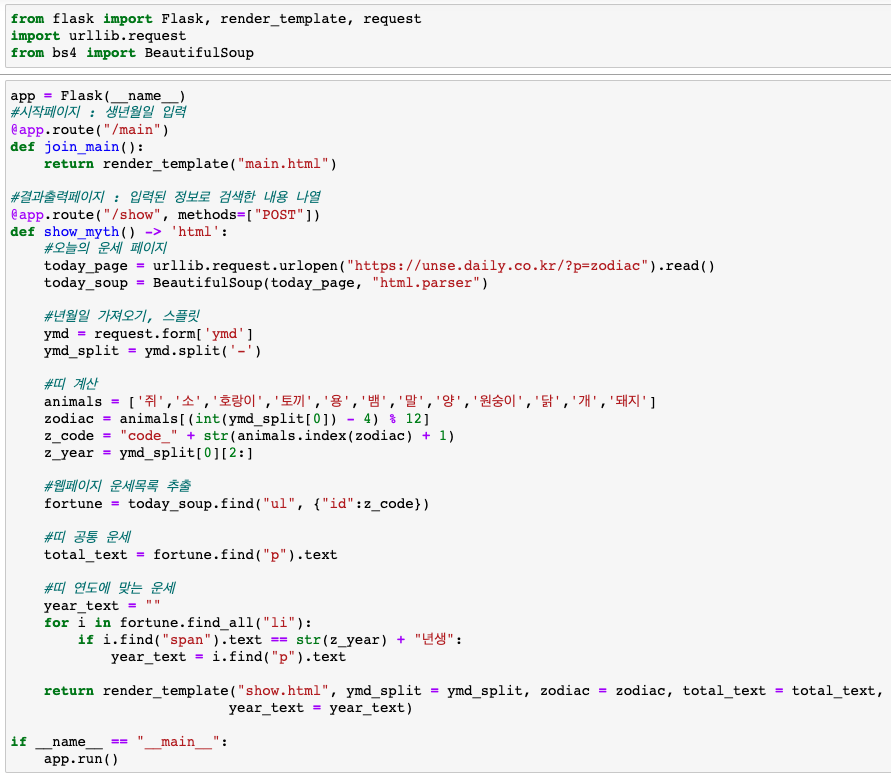 from flask import Flask, render_template, request
import urllib.request
from bs4 import BeautifulSoup
app = Flask(__name__)
#시작페이지 : 생년월일 입력
@app.route("/main")
def join_main():
    return render_template("main.html")
#결과출력페이지 : 입력된 정보로 검색한 내용 나열
@app.route("/show", methods=["POST"])
def show_myth() -> 'html':
    #오늘의 운세 페이지
    today_page = urllib.request.urlopen("https://unse.daily.co.kr/?p=zodiac").read()
    today_soup = BeautifulSoup(today_page, "html.parser")
    #년월일 가져오기, 스플릿
    ymd = request.form['ymd']
    ymd_split = ymd.split('-')
    #띠 계산
    animals = ['쥐','소','호랑이','토끼','용','뱀','말','양','원숭이','닭','개','돼지']
    zodiac = animals[(int(ymd_split[0]) - 4) % 12]
    z_code = "code_" + str(animals.index(zodiac) + 1)
    z_year = ymd_split[0][2:]
    #웹페이지 운세목록 추출
    fortune = today_soup.find("ul", {"id":z_code})
    #띠 공통 운세
    total_text = fortune.find("p").text
    #띠 연도에 맞는 운세
    year_text = ""
    for i in fortune.find_all("li"):
        if i.find("span").text == str(z_year) + "년생":
            year_text = i.find("p").text
    return render_template("show.html", ymd_split = ymd_split, zodiac = zodiac, total_text = total_text,
                          year_text = year_text)
if __name__ == "__main__":
    app.run()